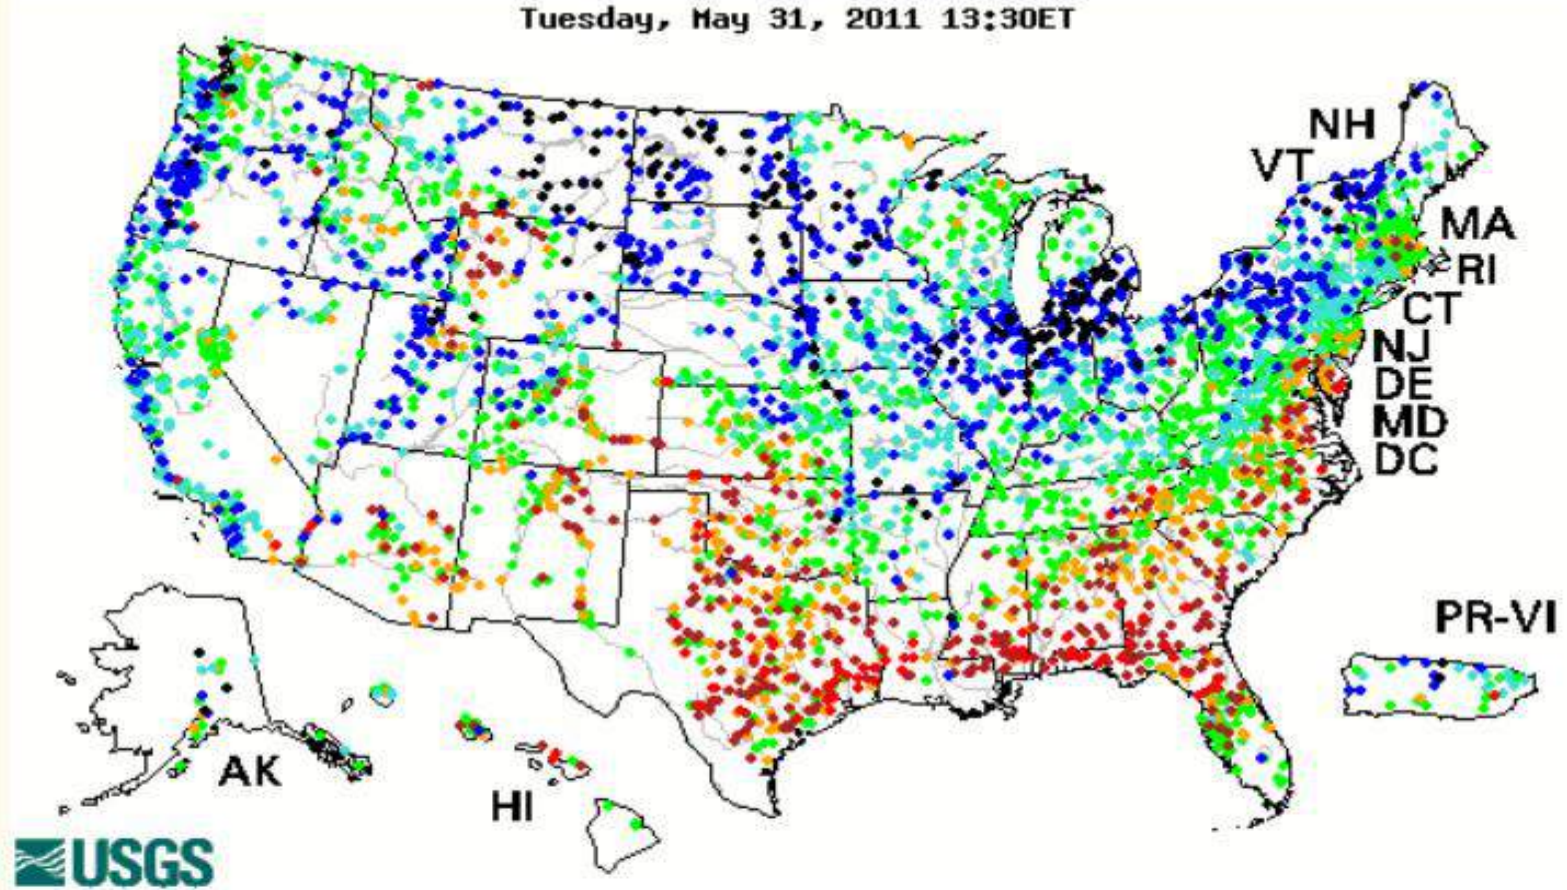 Tuesday, May 31, 2011 13:30ET
NH
VT
MA
RI
CT
NJ
DE
MD
DC
PR-VI
AK
HI
USGS